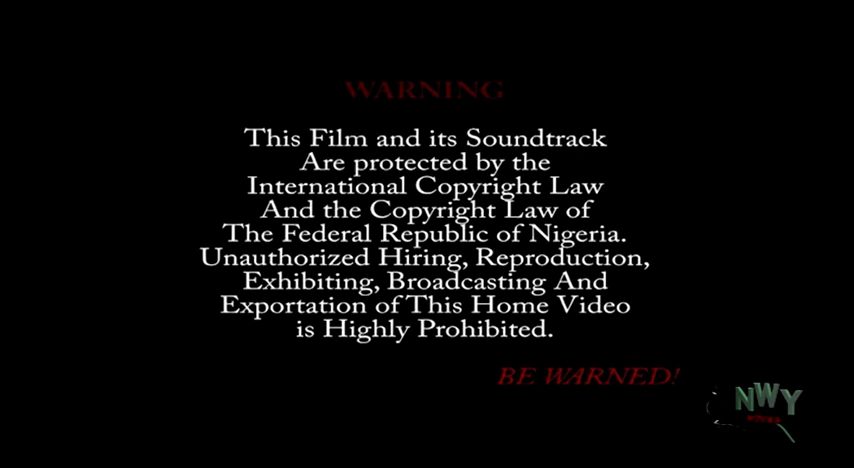 WARNING
This Film and its Soundtrack
Are protected by the
International Copyright Law
And the Copyright Law of
The Federal Republic of Nigeria.
Unauthorized Hiring, Reproduction,
Exhibiting, Broadcasting And
Exportation of This Home Video
is Highly Prohibited.
BE WARNED!
NWY